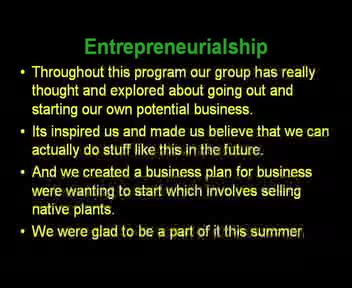 Entrepreneurialship
• Throughout this program our group has really
thought and explored about going out and
starting our own potential business.
• Its inspired us and made us believe that we can
actually do stuff like this in the future.
• And we created a business plan for business
were wanting to start which involves selling
native plants.
• We were glad to be a part of it this summer